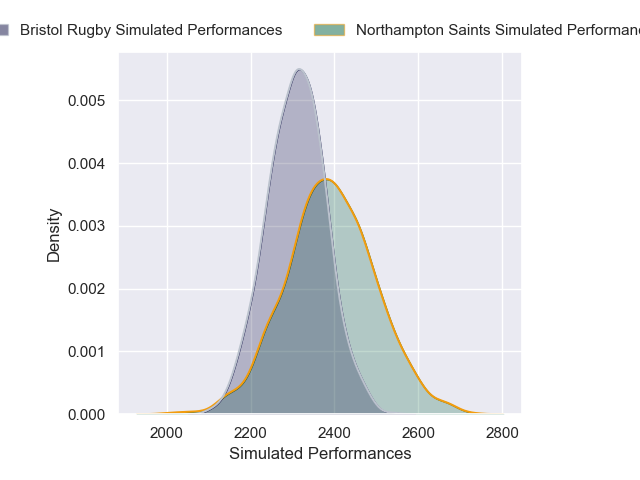 Bristol Rugby Simulated Performances
Northampton Saints Simulated
0.005
0.004
0.003
0.002
0.001
0.000
Density
2000
2200
2400
2600
2800
Simulated Performances